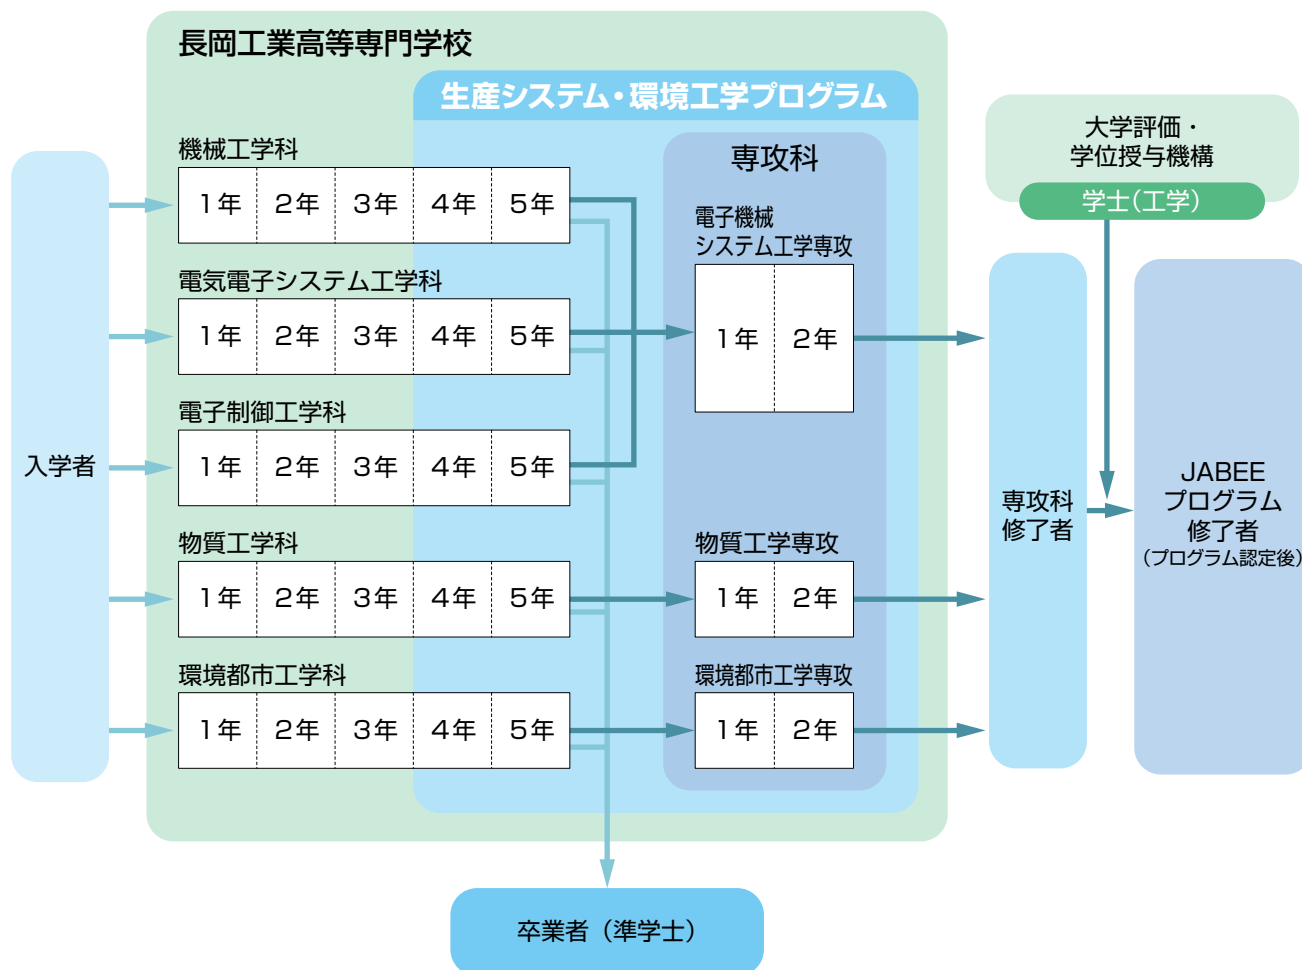 長岡工業高等専門学校
生産システム・環境工学プログラム
入学者
機械工学科
1年 2年 3年 4年 5年
電気電子システム工学科
1年 2年 3年 4年 5年
電子制御工学科
1年 2年 3年 4年 5年
物質工学科
1年 2年 3年 4年 5年
環境都市工学科
1年 2年 3年 4年 5年
専攻科
電子機械
システム工学専攻
1年 2年
物質工学専攻
1年 2年
環境都市工学専攻
1年 2年
大学評価・
学位授与機構
学士(工学)
専攻科
修了者
JABEE
プログラム
修了者
(プログラム認定後)
卒業者（準学士）